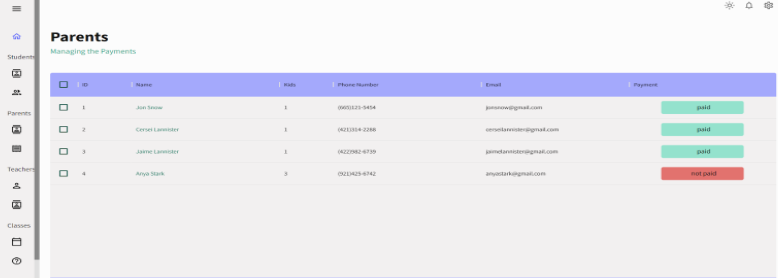 Parents
Managing the Payments
Students
Parents
Teachers
Classes
ID Name Kids Phone Number Email Payment
1 Jon Snow 1 (665)121-5454 jonsnow@gmail.com paid
2 Cersei Lannister 1 (421)314-2288 cerseilannister@gmail.com paid
3 Jaime Lannister 1 (422)982-6739 jaimelannister@gmail.com paid
4 Anya Stark 3 (921)425-6742 anyastark@gmail.com not paid